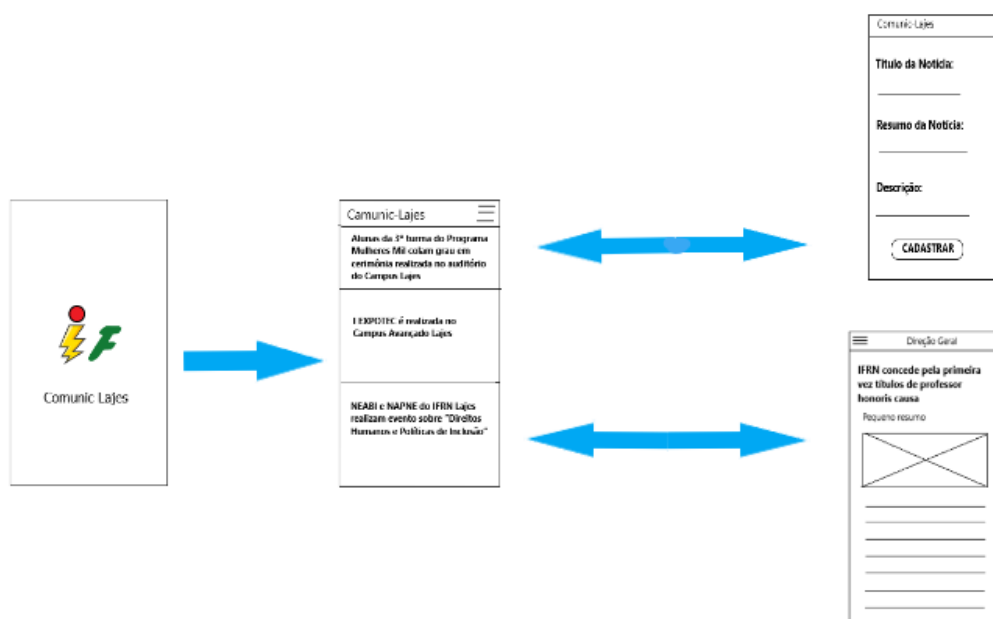 Comunic Lajes
Camunic-Lajes
Alunas da 3ª turma do Programa
Mulheres Mil colam grau em
cerimônia realizada no auditório
do Campus Lajes
I EXPOTEC é realizada no
Campus Avançado Lajes
NEABI e NAPNE do IFRN Lajes
realizam evento sobre "Direitos
Humanos e Políticas de Inclusão"
Comunic-Lajes
Título da Notícia:
Resumo da Notícia:
Descrição:
CADASTRAR
Direção Geral
IFRN concede pela primeira
vez títulos de professor
honoris causa
Pequeno resumo